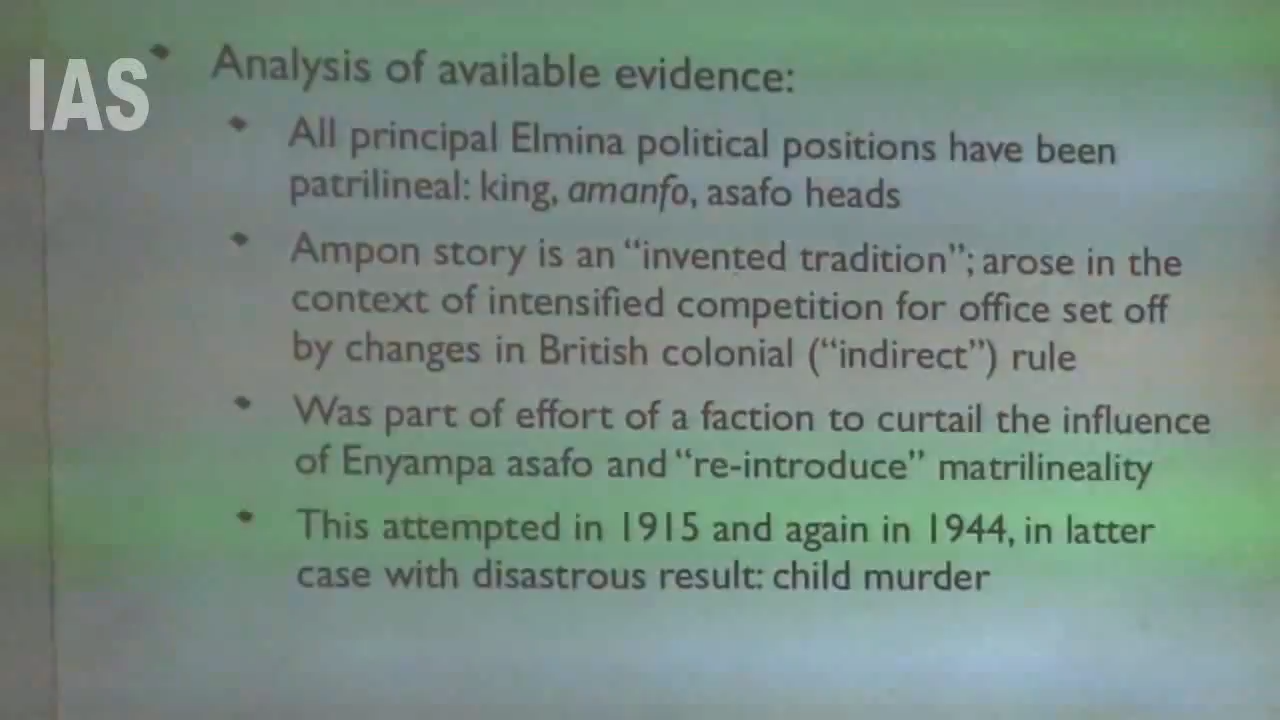 IAS
Analysis of available evidence:
All principal Elmina political positions have been
patrilineal: king, amanfo, asafo heads
Ampon story is an “invented tradition”; arose in the
context of intensified competition for office set off
by changes in British colonial (“indirect”) rule
Was part of effort of a faction to curtail the influence
of Enyampa asafo and “re-introduce” matrilineality
This attempted in 1915 and again in 1944, in latter
case with disastrous result: child murder